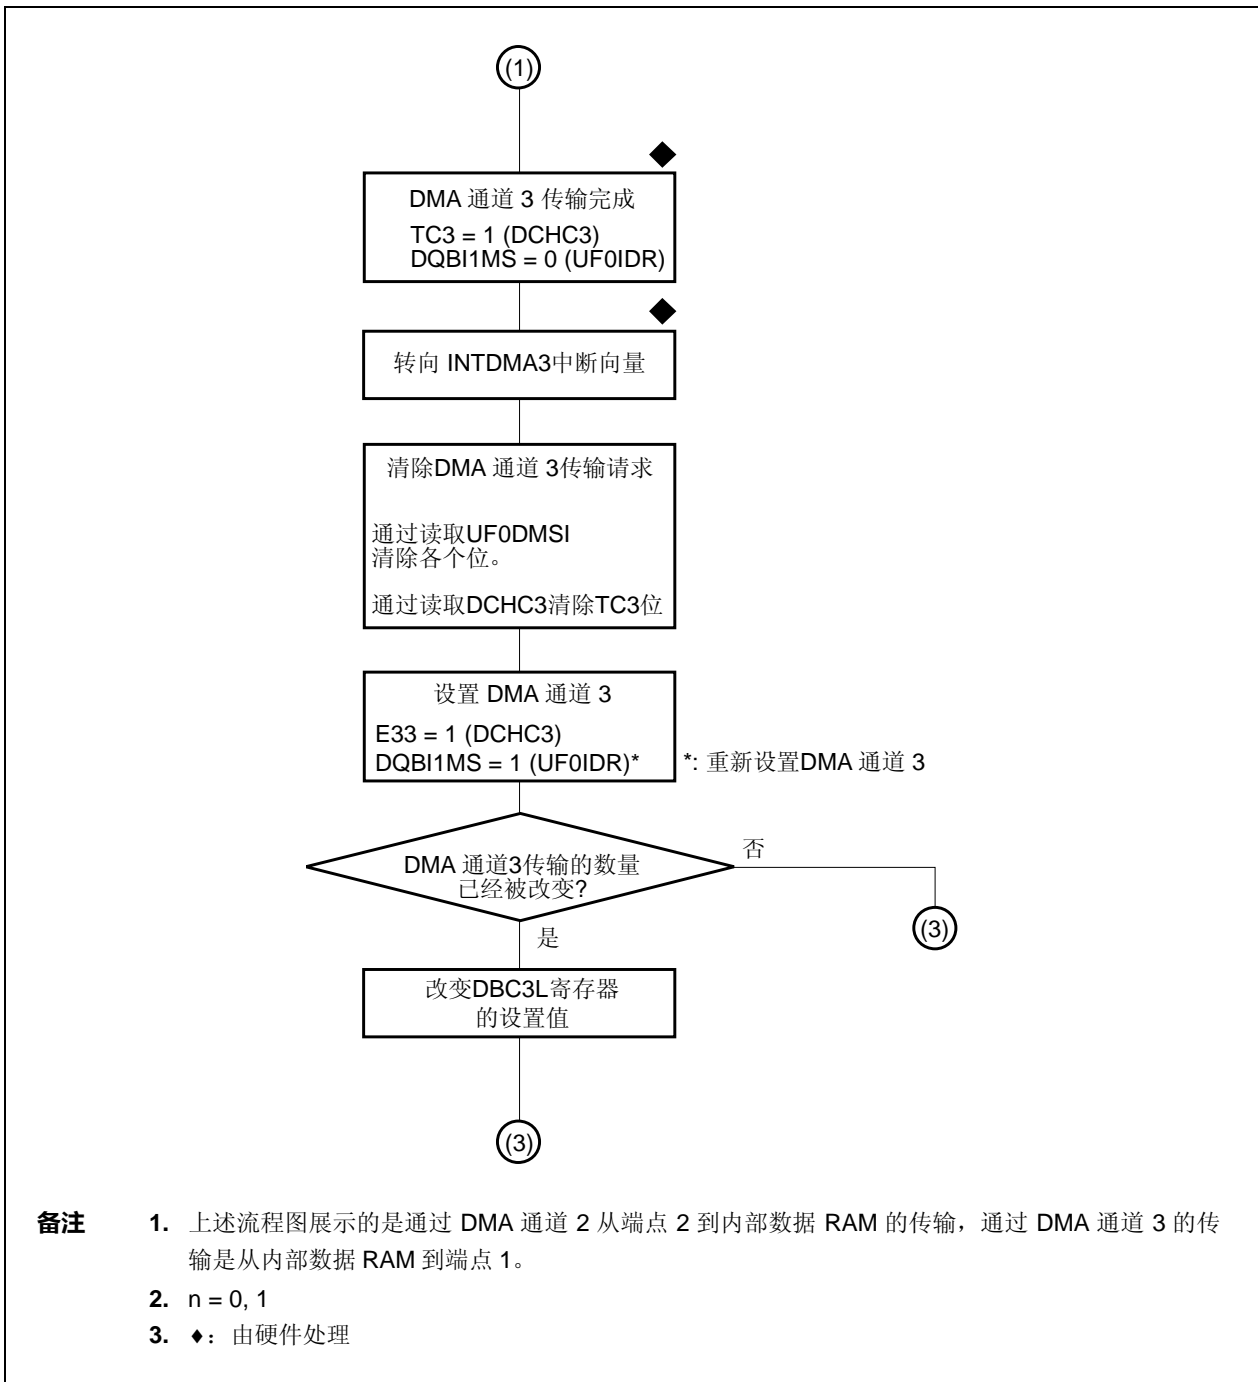 (1)
DMA 通道 3 传输完成
TC3 = 1 (DCHC3)
DQBI1MS = 0 (UF0IDR)
转向 INTDMA3中断向量
清除DMA 通道 3传输请求
通过读取UF0DMSI
清除各个位。
通过读取DCHC3清除TC3位
设置 DMA 通道 3
E33 = 1 (DCHC3)
DQBI1MS = 1 (UF0IDR)*
*: 重新设置DMA 通道 3
DMA 通道3传输的数量
已经被改变?
否
(3)
是
改变DBC3L寄存器
的设置值
(3)
备注 1. 上述流程图展示的是通过 DMA 通道 2 从端点 2 到内部数据 RAM 的传输，通过 DMA 通道 3 的传
输是从内部数据 RAM 到端点 1。
2. n = 0, 1
3. ♦：由硬件处理